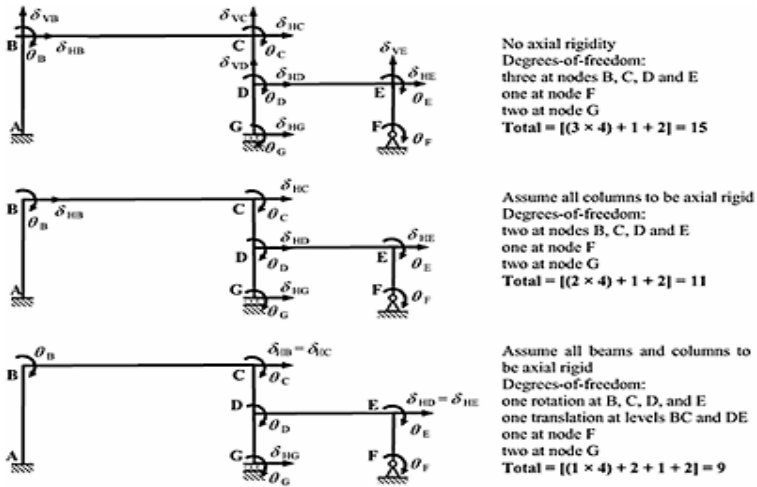 δVB
B
θB
δHB
δVC
δHC
C
θC
δVD
δHD
D
θD
δVE
δHE
E
θE
A
G
δHG
θG
F
θF
No axial rigidity
Degrees-of-freedom:
three at nodes B, C, D and E
one at node F
two at node G
Total = [(3 × 4) + 1 + 2] = 15
B
θB
δHB
δHC
C
θC
δHD
D
θD
δHE
E
θE
A
G
δHG
θG
F
θF
Assume all columns to be axial rigid
Degrees-of-freedom:
two at nodes B, C, D and E
one at node F
two at node G
Total = [(2 × 4) + 1 + 2] = 11
θB
B
δHB = δHC
C
θC
D
θD
δHD = δHE
E
θE
A
G
δHG
θG
F
θF
Assume all beams and columns to
be axial rigid
Degrees-of-freedom:
one rotation at B, C, D, and E
one translation at levels BC and DE
one at node F
two at node G
Total = [(1 × 4) + 2 + 1 + 2] = 9